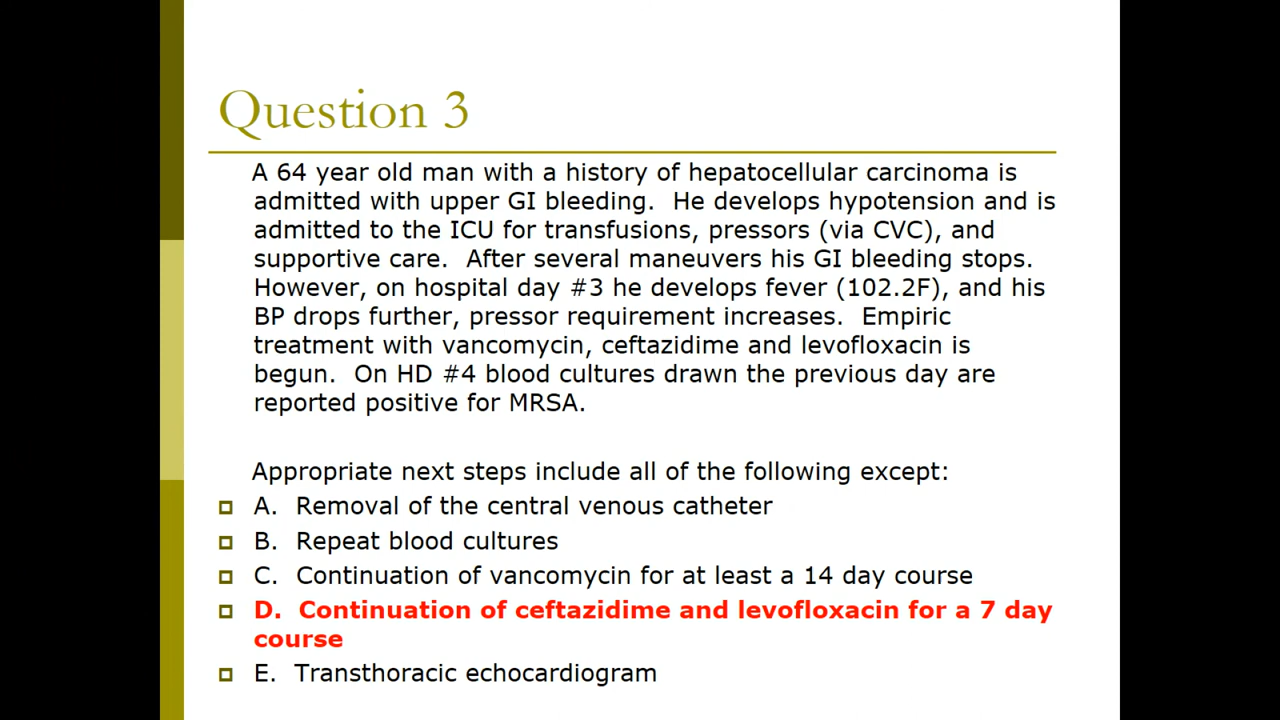 Question 3
A 64 year old man with a history of hepatocellular carcinoma is
admitted with upper GI bleeding.  He develops hypotension and is
admitted to the ICU for transfusions, pressors (via CVC), and
supportive care.  After several maneuvers his GI bleeding stops.
However, on hospital day #3 he develops fever (102.2F), and his
BP drops further, pressor requirement increases.  Empiric
treatment with vancomycin, ceftazidime and levofloxacin is
begun.  On HD #4 blood cultures drawn the previous day are
reported positive for MRSA.
Appropriate next steps include all of the following except:
A.  Removal of the central venous catheter
B.  Repeat blood cultures
C.  Continuation of vancomycin for at least a 14 day course
D.  Continuation of ceftazidime and levofloxacin for a 7 day
course
E.  Transthoracic echocardiogram